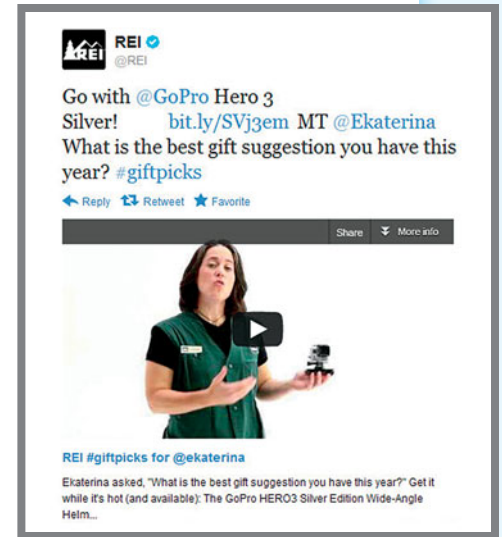 REI
REI
@REI
Go with @GoPro Hero 3
Silver! bit.ly/SVj3em MT @Ekaterina
What is the best gift suggestion you have this
year? #giftpicks
Reply Retweet Favorite
Share More info
REI #giftpicks for @ekaterina
Ekaterina asked, "What is the best gift suggestion you have this year?" Get it
while it's hot (and available): The GoPro HERO3 Silver Edition Wide-Angle
Helm...